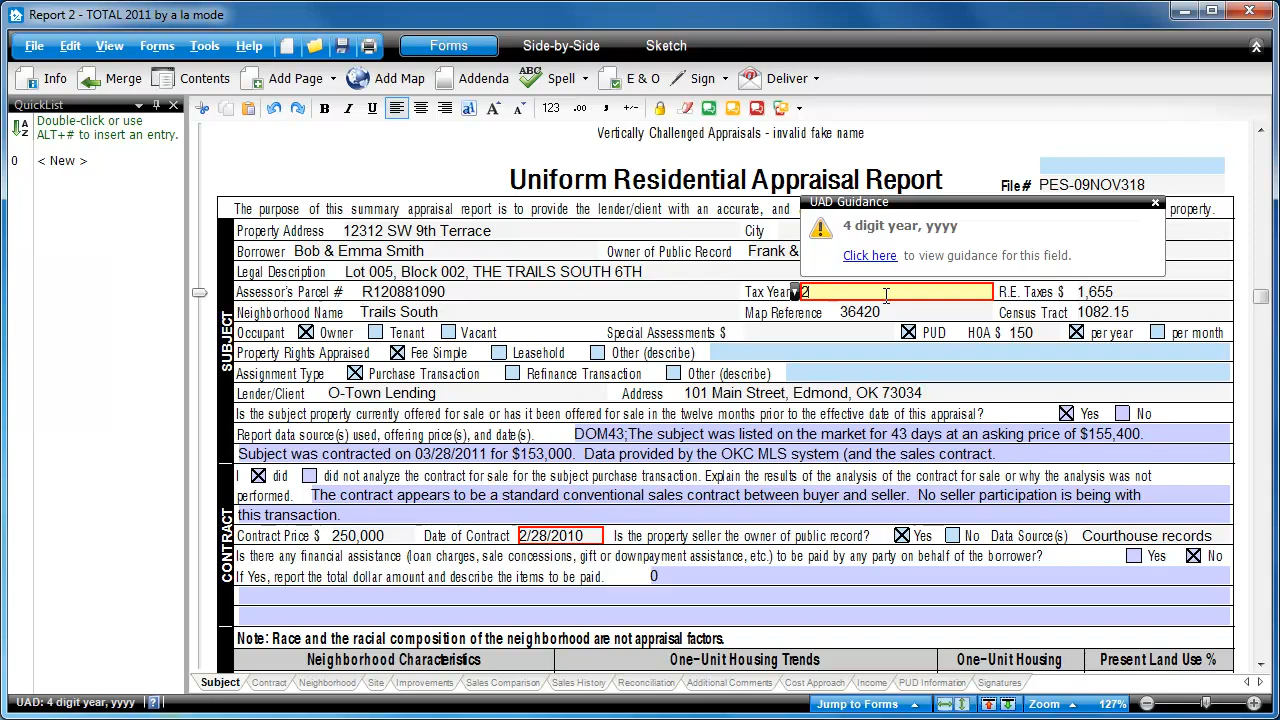 Report 2 - TOTAL 2011 by a la mode
File Edit View Forms Tools Help Forms Side-by-Side Sketch
Info Merge Contents Add Page Add Map Addenda ABC Spell E & O Sign Deliver
QuickList
Double-click or use
ALT+# to insert an entry.
0 < New >
Vertically Challenged Appraisals - invalid fake name
Uniform Residential Appraisal Report File # PES-09NOV318
The purpose of this summary appraisal report is to provide the lender/client with an accurate, and property.
UAD Guidance
4 digit year, yyyy
Click here to view guidance for this field.
SUBJECT
Property Address 12312 SW 9th Terrace City
Borrower Bob & Emma Smith Owner of Public Record Frank &
Legal Description Lot 005, Block 002, THE TRAILS SOUTH 6TH
Assessor's Parcel # R120881090 Tax Year 2 R.E. Taxes $ 1,655
Neighborhood Name Trails South Map Reference 36420 Census Tract 1082.15
Occupant Owner Tenant Vacant Special Assessments $ PUD HOA $ 150 per year per month
Property Rights Appraised Fee Simple Leasehold Other (describe)
Assignment Type Purchase Transaction Refinance Transaction Other (describe)
Lender/Client O-Town Lending Address 101 Main Street, Edmond, OK 73034
Is the subject property currently offered for sale or has it been offered for sale in the twelve months prior to the effective date of this appraisal? Yes No
Report data source(s) used, offering price(s), and date(s). DOM43;The subject was listed on the market for 43 days at an asking price of $155,400.
Subject was contracted on 03/28/2011 for $153,000. Data provided by the OKC MLS system (and the sales contract.
CONTRACT
I did did not analyze the contract for sale for the subject purchase transaction. Explain the results of the analysis of the contract for sale or why the analysis was not
performed. The contract appears to be a standard conventional sales contract between buyer and seller. No seller participation is being with
this transaction.
Contract Price $ 250,000 Date of Contract 2/28/2010 Is the property seller the owner of public record? Yes No Data Source(s) Courthouse records
Is there any financial assistance (loan charges, sale concessions, gift or downpayment assistance, etc.) to be paid by any party on behalf of the borrower? Yes No
If Yes, report the total dollar amount and describe the items to be paid. 0
Note: Race and the racial composition of the neighborhood are not appraisal factors.
Neighborhood Characteristics One-Unit Housing Trends One-Unit Housing Present Land Use %
Subject Contract Neighborhood Site Improvements Sales Comparison Sales History Reconciliation Additional Comments Cost Approach Income PUD Information Signatures
UAD: 4 digit year, yyyy Jump to Forms Zoom 127%